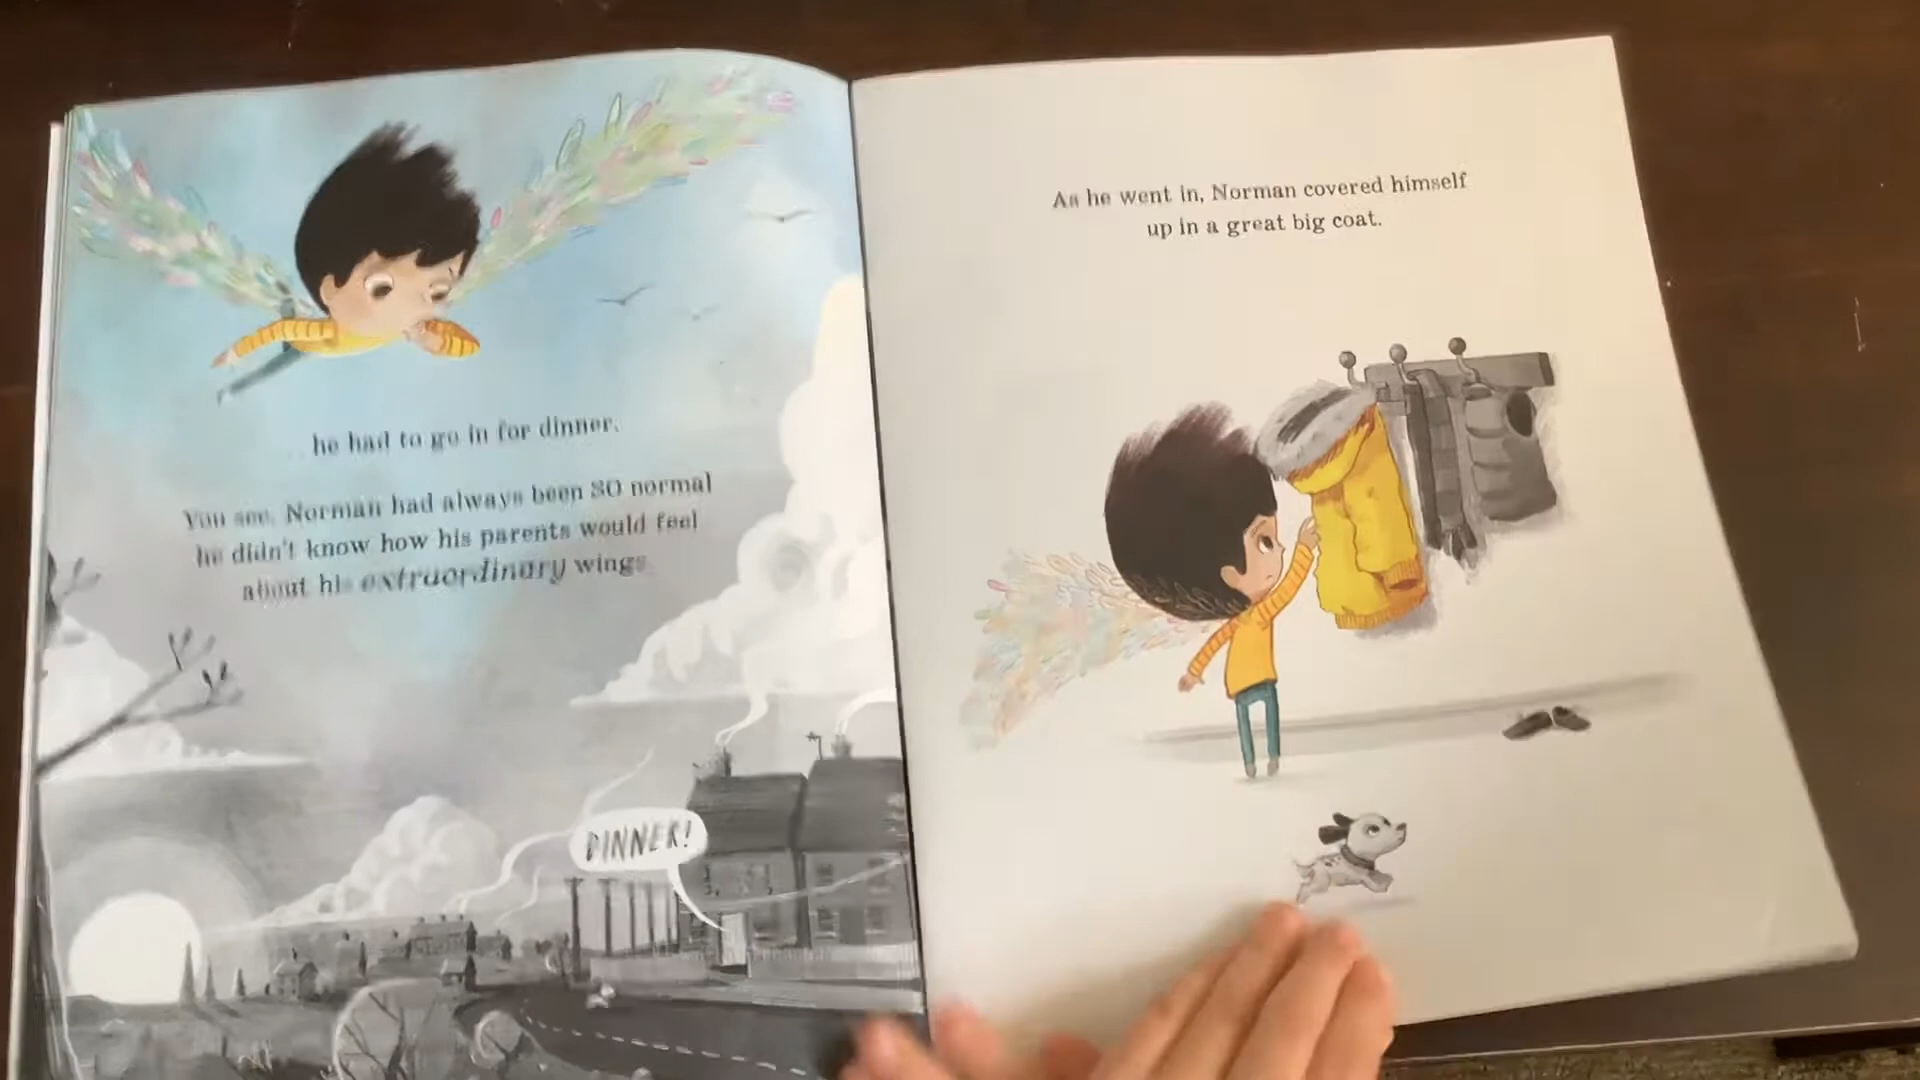 he had to go in for dinner.
You see, Norman had always been SO normal
he didn't know how his parents would feel
about his extraordinary wings
DINNER!
As he went in, Norman covered himself
up in a great big coat.